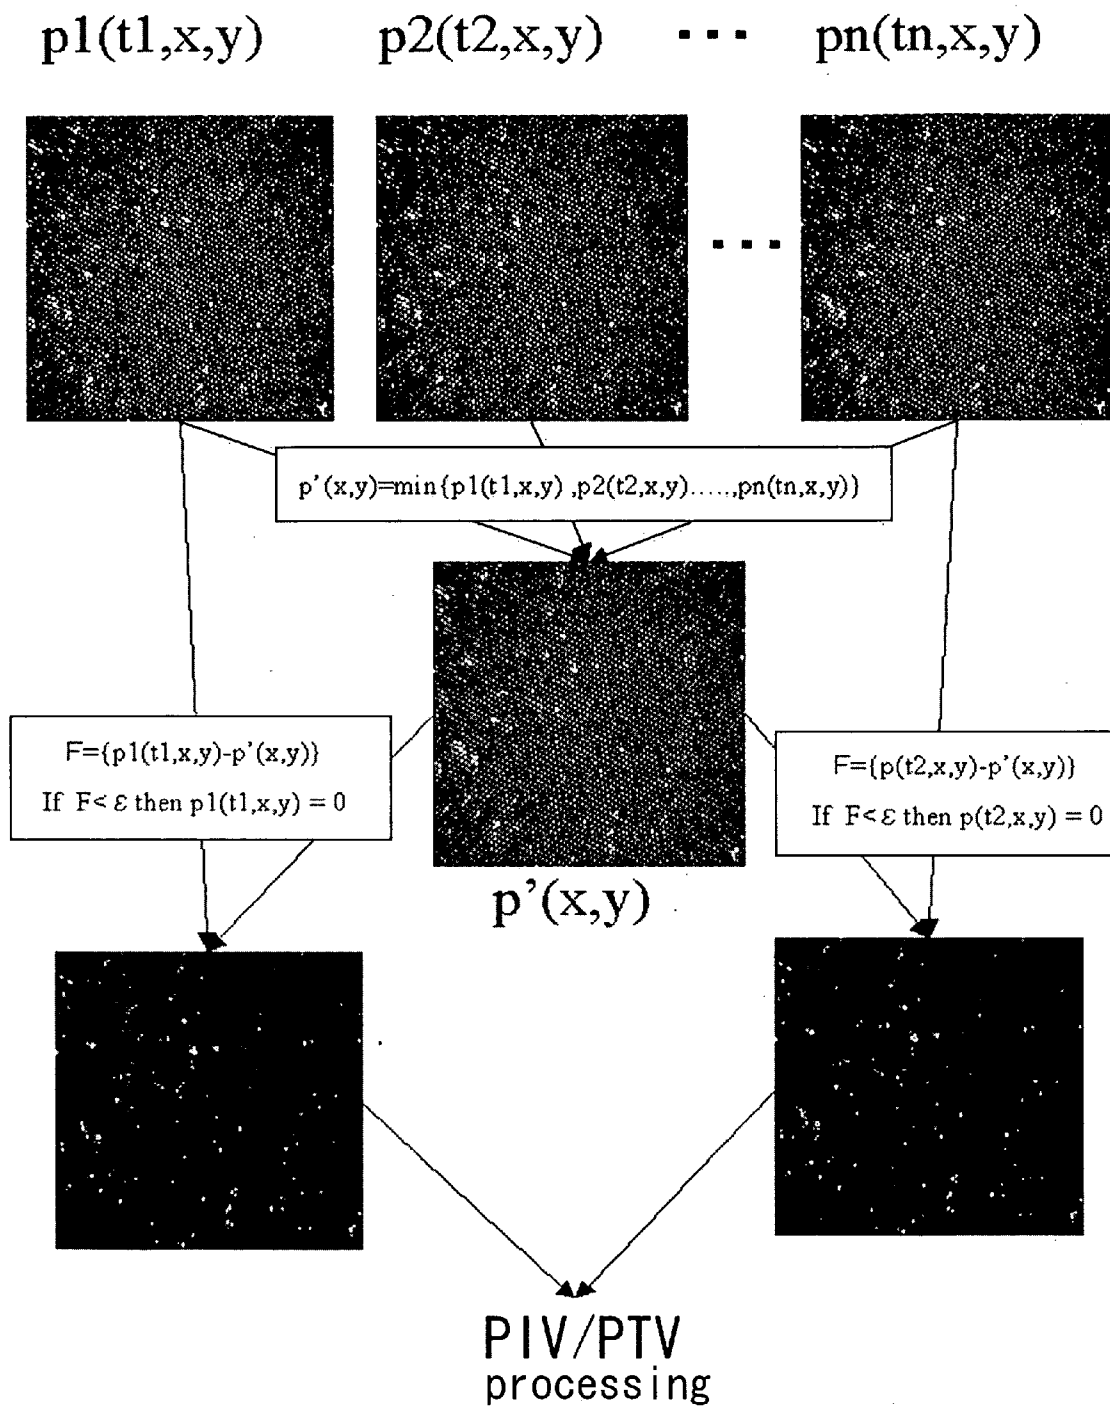 p1(t1,x,y) p2(t2,x,y) ... pn(tn,x,y)
...
p'(x,y)=min{p1(t1,x,y) ,p2(t2,x,y).....,pn(tn,x,y)}
F={p1(t1,x,y)-p'(x,y)}
If F< ε then p1(t1,x,y) = 0
F={p(t2,x,y)-p'(x,y)}
If F< ε then p(t2,x,y) = 0
p'(x,y)
PIV/PTV
processing